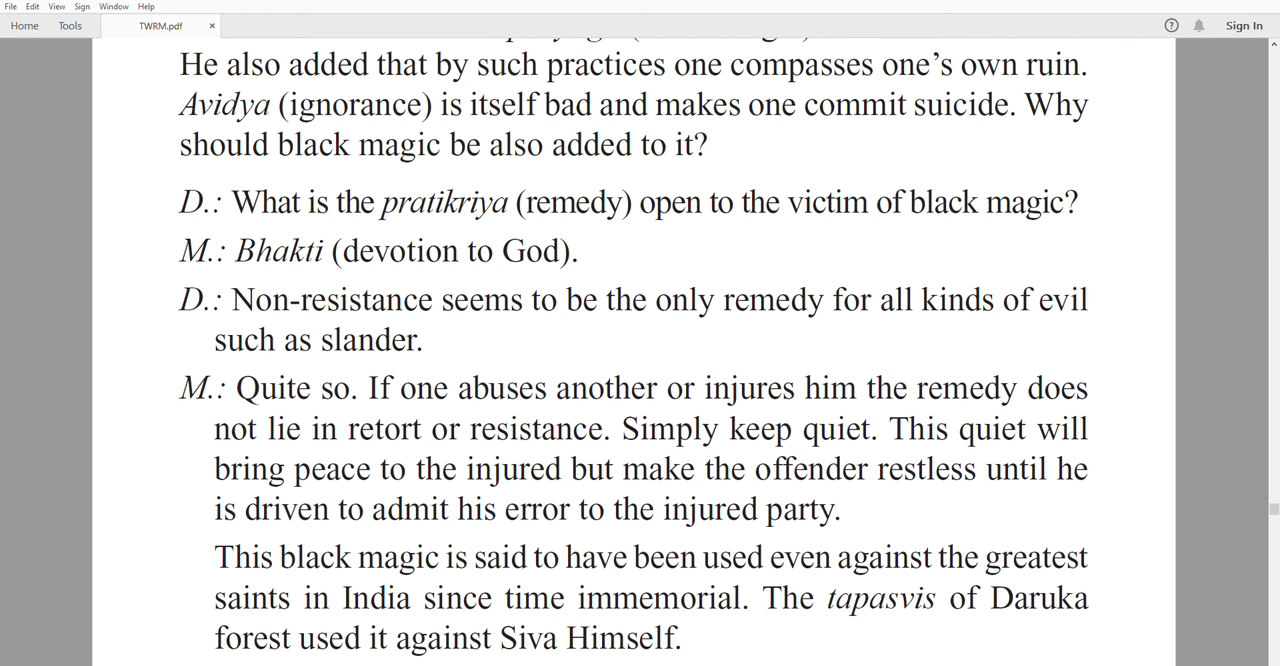 File Edit View Sign Window Help
Home Tools TWRM.pdf × ? Sign In
He also added that by such practices one compasses one’s own ruin.
Avidya (ignorance) is itself bad and makes one commit suicide. Why
should black magic be also added to it?
D.: What is the pratikriya (remedy) open to the victim of black magic?
M.: Bhakti (devotion to God).
D.: Non-resistance seems to be the only remedy for all kinds of evil
such as slander.
M.: Quite so. If one abuses another or injures him the remedy does
not lie in retort or resistance. Simply keep quiet. This quiet will
bring peace to the injured but make the offender restless until he
is driven to admit his error to the injured party.
This black magic is said to have been used even against the greatest
saints in India since time immemorial. The tapasvis of Daruka
forest used it against Siva Himself.